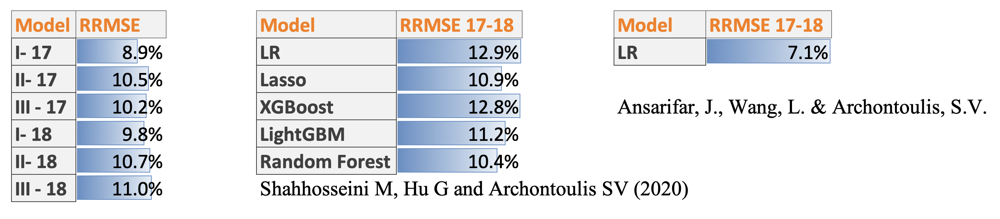 Model RRMSE
I- 17 8.9%
II- 17 10.5%
III - 17 10.2%
I- 18 9.8%
II- 18 10.7%
III - 18 11.0%
Model RRMSE 17-18
LR 12.9%
Lasso 10.9%
XGBoost 12.8%
LightGBM 11.2%
Random Forest 10.4%
Shahhosseini M, Hu G and Archontoulis SV (2020)
Model RRMSE 17-18
LR 7.1%
Ansarifar, J., Wang, L. & Archontoulis, S.V.